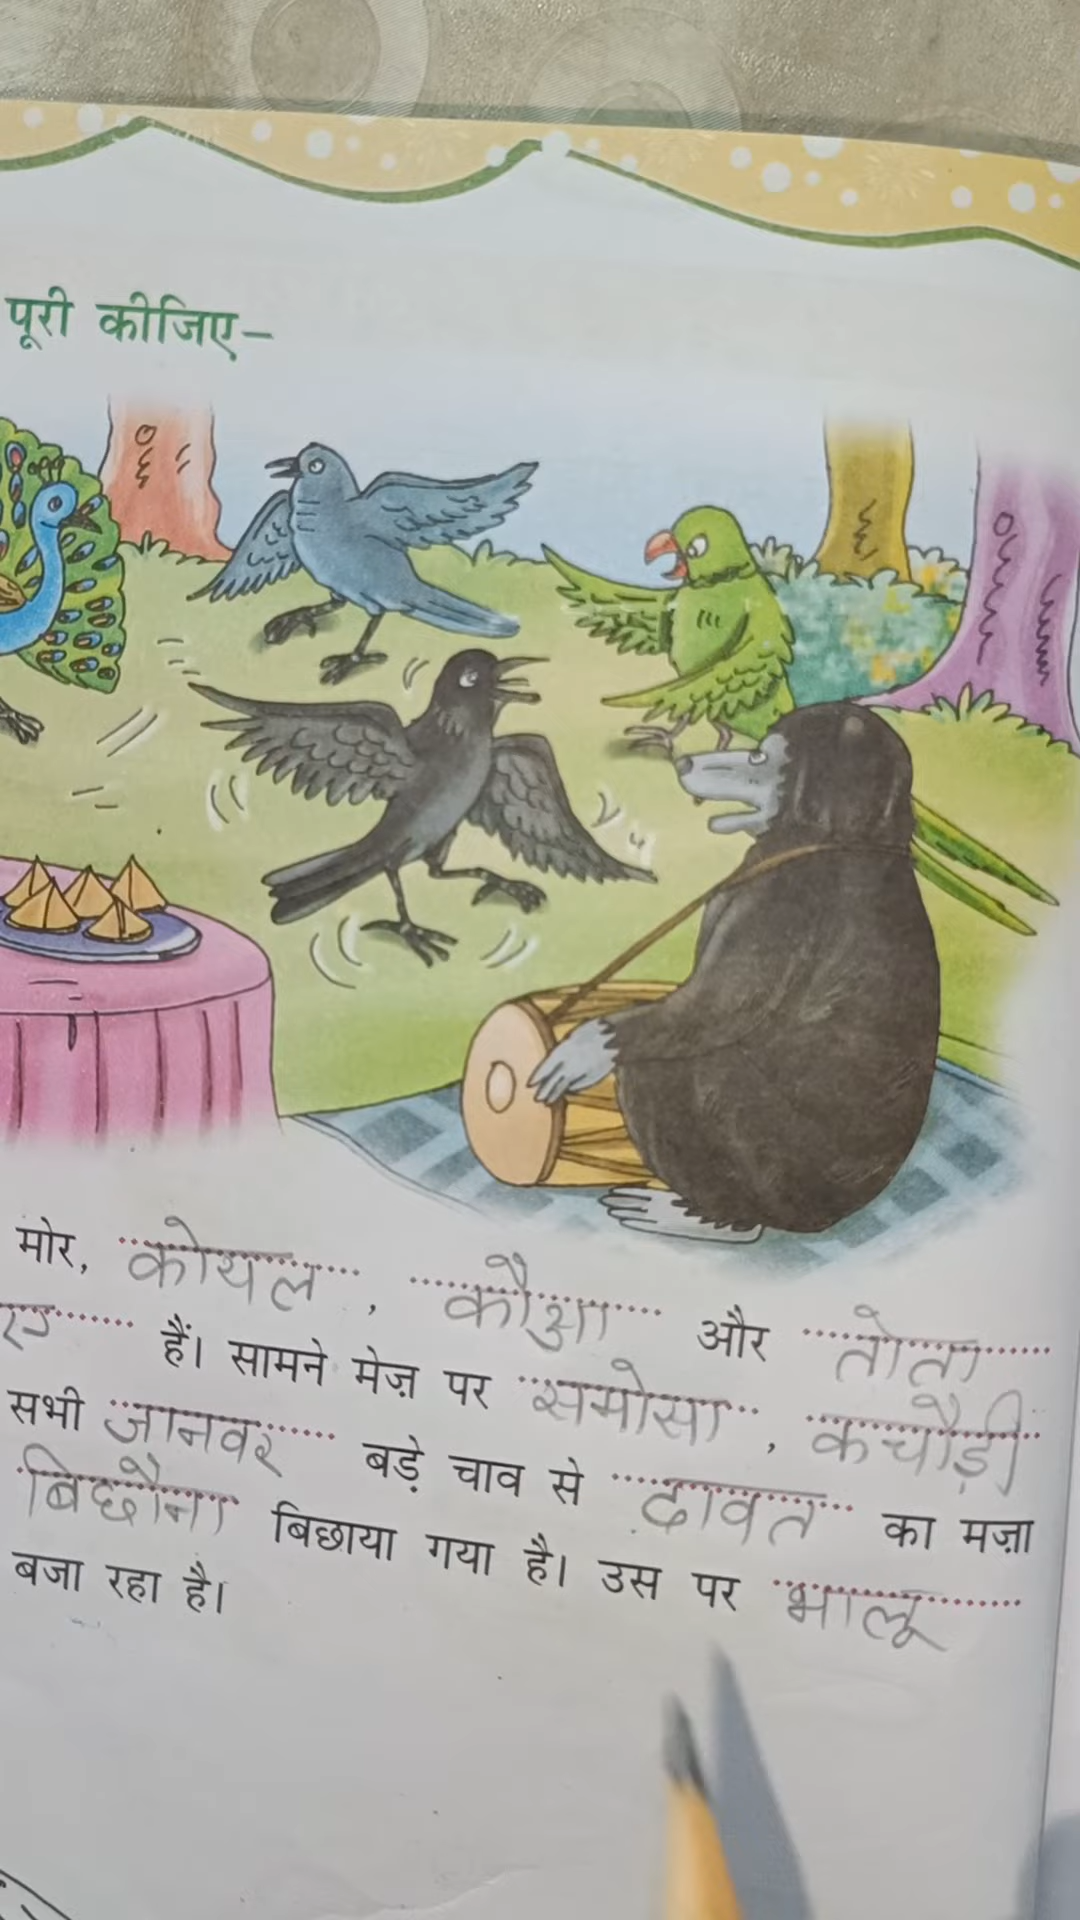 पूरी कीजिए–
मोर, कोयल, कौआ और तोता
हैं। सामने मेज़ पर समोसा, कचौड़ी
सभी जानवर बड़े चाव से दावत का मज़ा
बिछौना बिछाया गया है। उस पर भालू
बजा रहा है।